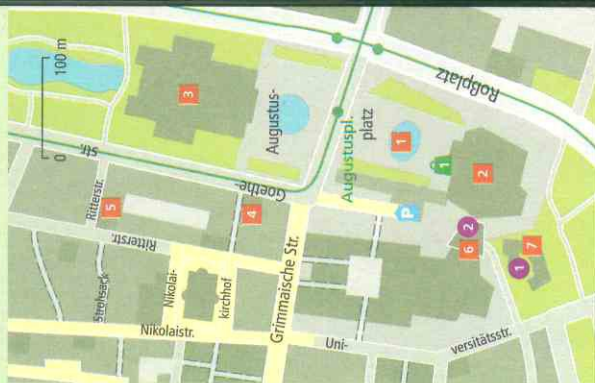 100 m
0
3
Roßplatz
Augustus-
platz
Augustuspl.
1
1
2
Goethe-
str.
Ritterstr.
5
4
P
2
6
1
7
Ritterstr.
Strohsack
Nikolai-
kirchhof
Nikolaistr.
Grimmaische Str.
Uni-
versitätsstr.